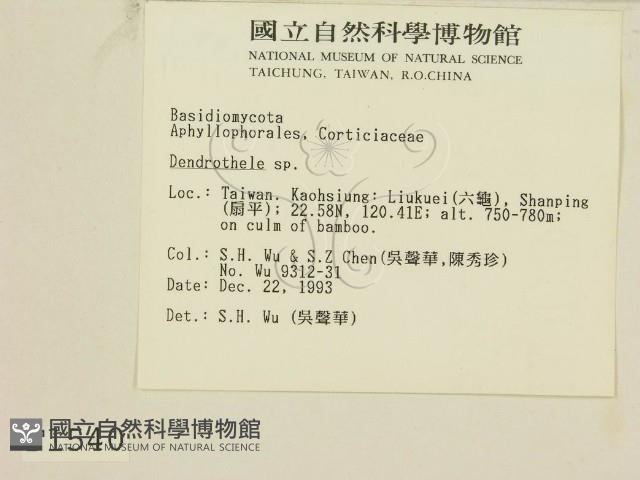 國立自然科學博物館
NATIONAL MUSEUM OF NATURAL SCIENCE
TAICHUNG, TAIWAN, R.O.CHINA
Basidiomycota
Aphyllophorales, Corticiaceae
Dendrothele sp.
Loc.: Taiwan. Kaohsiung: Liukuei(六龜), Shanping
(扇平); 22.58N, 120.41E; alt. 750-780m;
on culm of bamboo.
Col.: S.H. Wu & S.Z Chen(吳聲華,陳秀珍)
No. Wu 9312-31
Date: Dec. 22, 1993
Det.: S.H. Wu (吳聲華)
國立自然科學博物館
NATIONAL MUSEUM OF NATURAL SCIENCE
1540